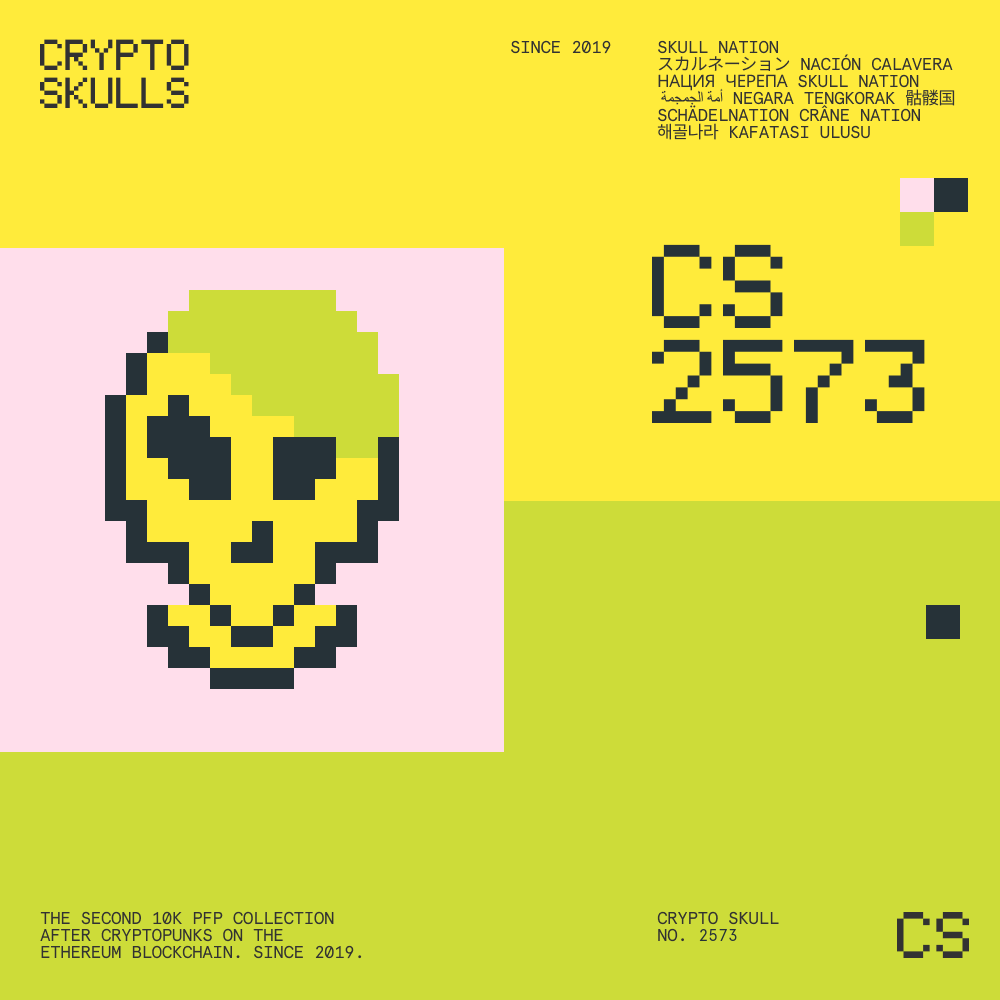 CRYPTO
SKULLS
SINCE 2019
SKULL NATION
スカルネーション NACIÓN CALAVERA
НАЦИЯ ЧЕРЕПА SKULL NATION
أمة الجمجمة NEGARA TENGKORAK 骷髅国
SCHÄDELNATION CRÂNE NATION
해골나라 KAFATASI ULUSU
CS
2573
THE SECOND 10K PFP COLLECTION
AFTER CRYPTOPUNKS ON THE
ETHEREUM BLOCKCHAIN. SINCE 2019.
CRYPTO SKULL
NO. 2573
CS